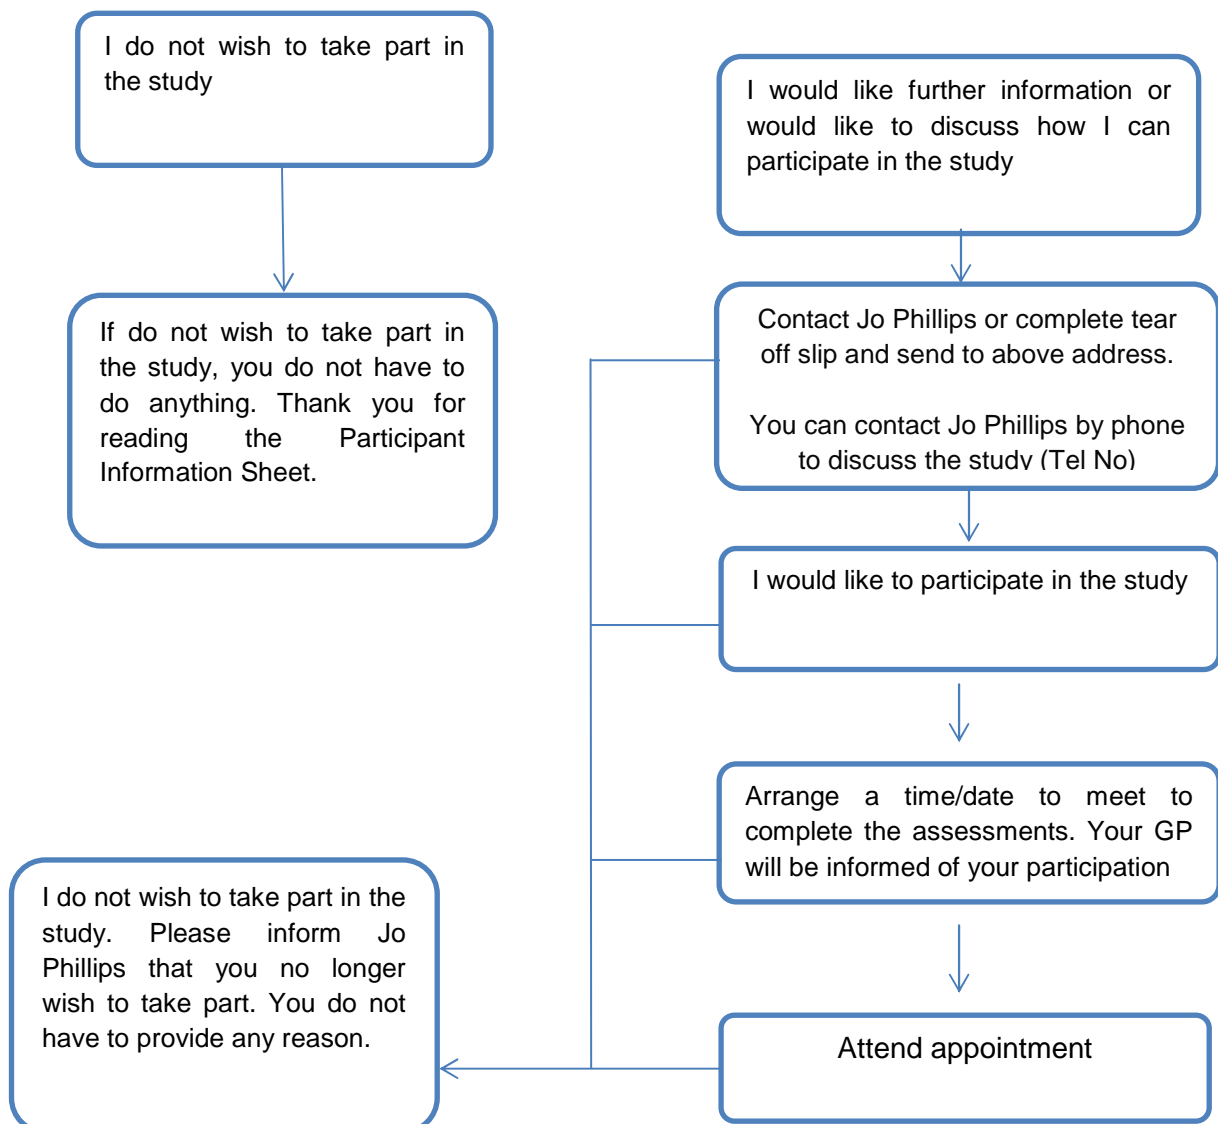 I do not wish to take part in
the study
If do not wish to take part in
the study, you do not have to
do anything. Thank you for
reading the Participant
Information Sheet.
I would like further information or
would like to discuss how I can
participate in the study
Contact Jo Phillips or complete tear
off slip and send to above address.
You can contact Jo Phillips by phone
to discuss the study (Tel No)
I would like to participate in the study
Arrange a time/date to meet to
complete the assessments. Your GP
will be informed of your participation
Attend appointment
I do not wish to take part in the
study. Please inform Jo
Phillips that you no longer
wish to take part. You do not
have to provide any reason.